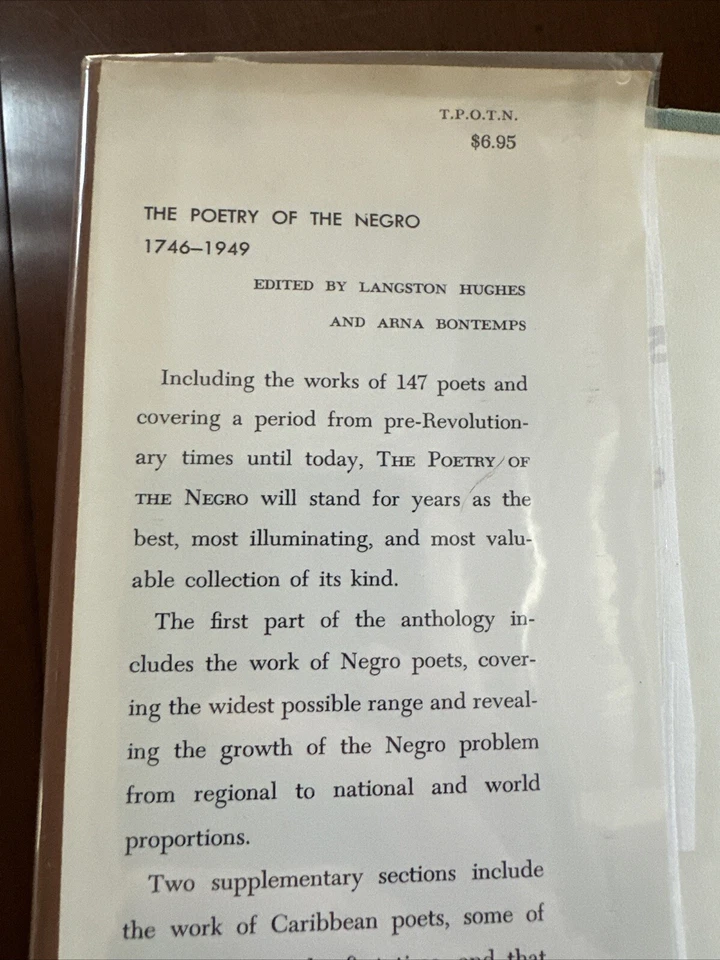 T.P.O.T.N.
$6.95
THE POETRY OF THE NEGRO
1746–1949
EDITED BY LANGSTON HUGHES
AND ARNA BONTEMPS
Including the works of 147 poets and
covering a period from pre-Revolution-
ary times until today, THE POETRY OF
THE NEGRO will stand for years as the
best, most illuminating, and most valu-
able collection of its kind.
The first part of the anthology in-
cludes the work of Negro poets, cover-
ing the widest possible range and reveal-
ing the growth of the Negro problem
from regional to national and world
proportions.
Two supplementary sections include
the work of Caribbean poets, some of
and that